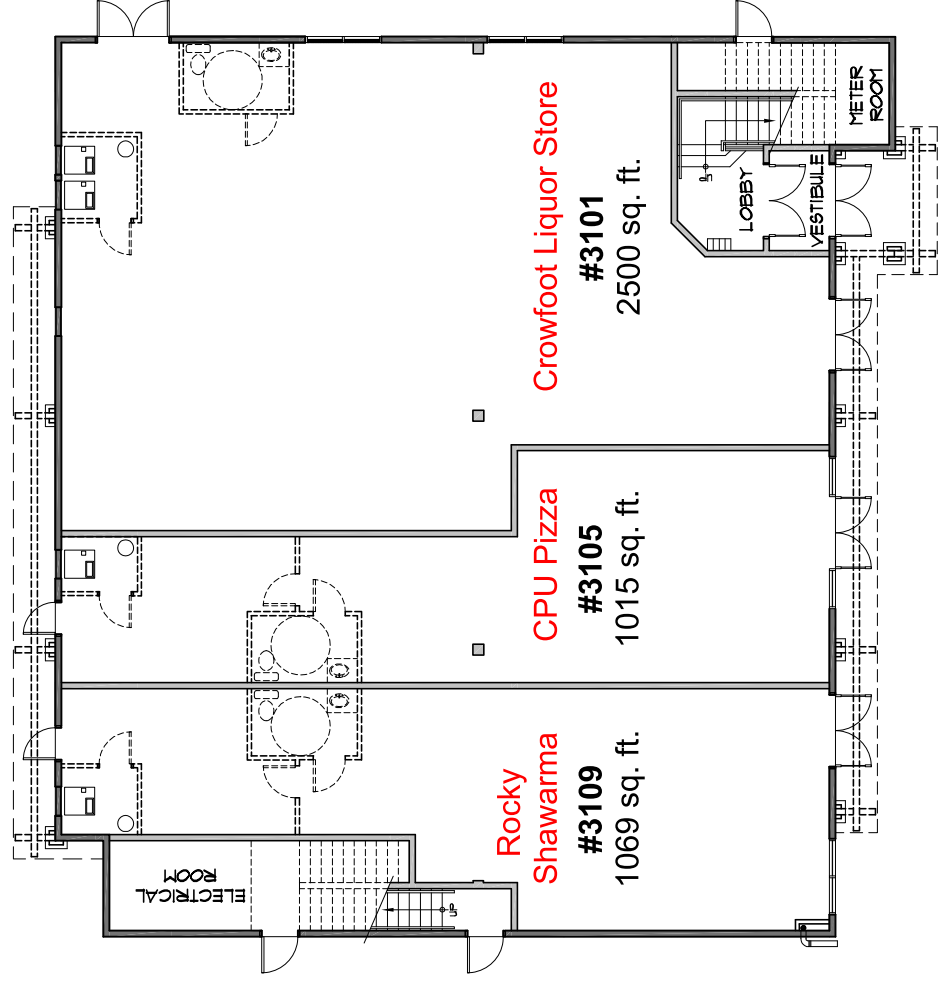 METER
ROOM
Crowfoot Liquor Store
#3101
2500 sq. ft.
LOBBY
VESTIBULE
up
CPU Pizza
#3105
1015 sq. ft.
Rocky
Shawarma
#3109
1069 sq. ft.
ELECTRICAL
ROOM
up